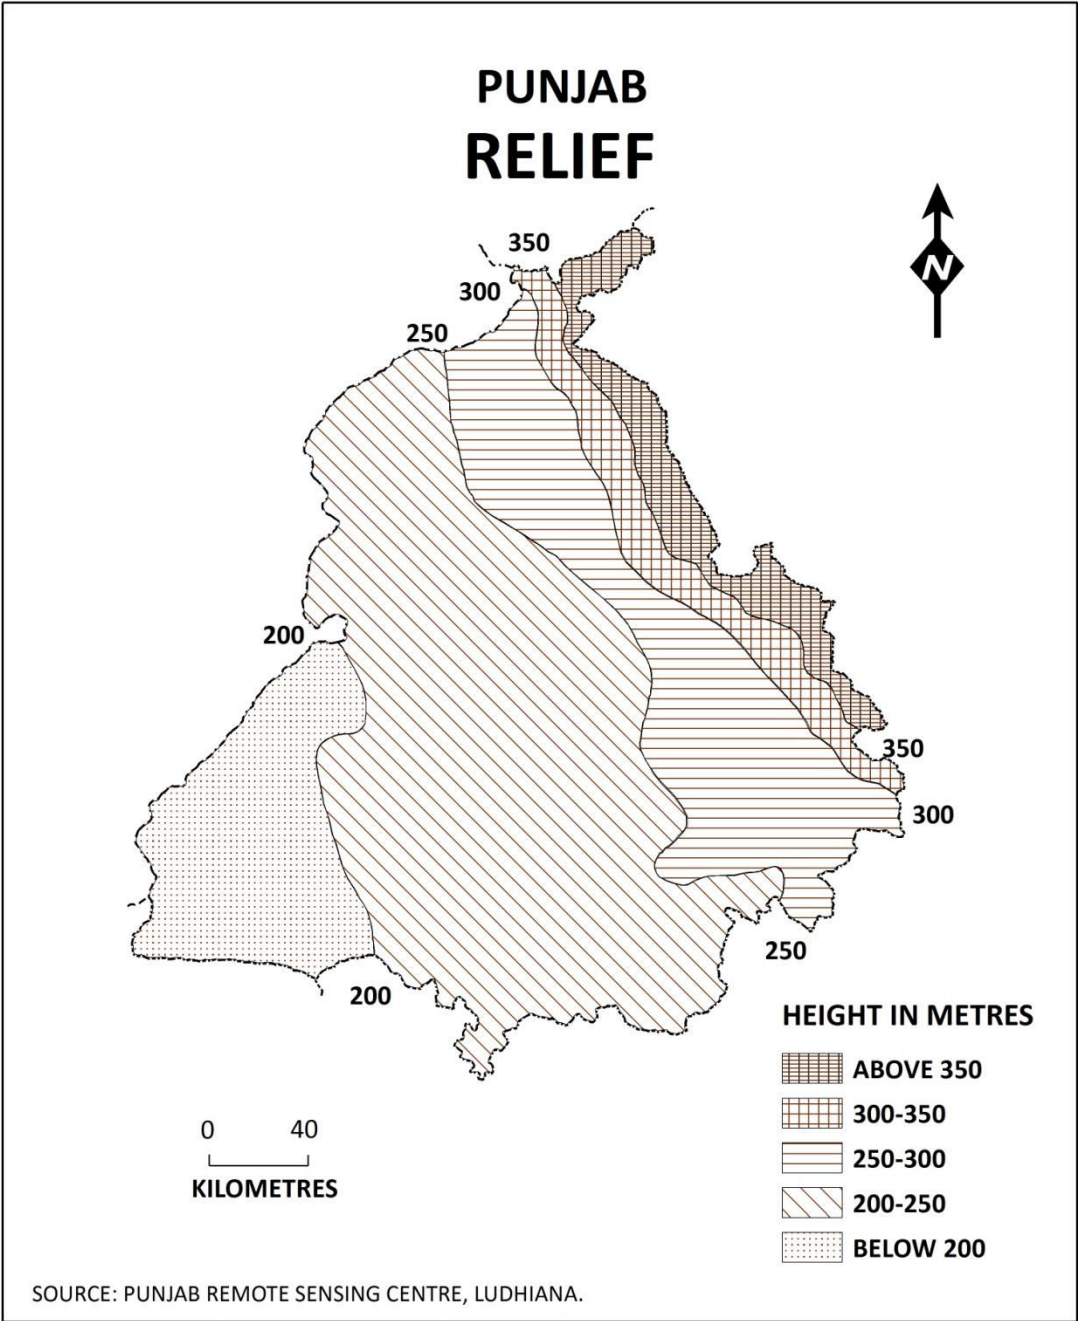 PUNJAB
RELIEF
N
350
300
250
200
350
300
250
200
HEIGHT IN METRES
ABOVE 350
300-350
250-300
200-250
BELOW 200
0 40
KILOMETRES
SOURCE: PUNJAB REMOTE SENSING CENTRE, LUDHIANA.